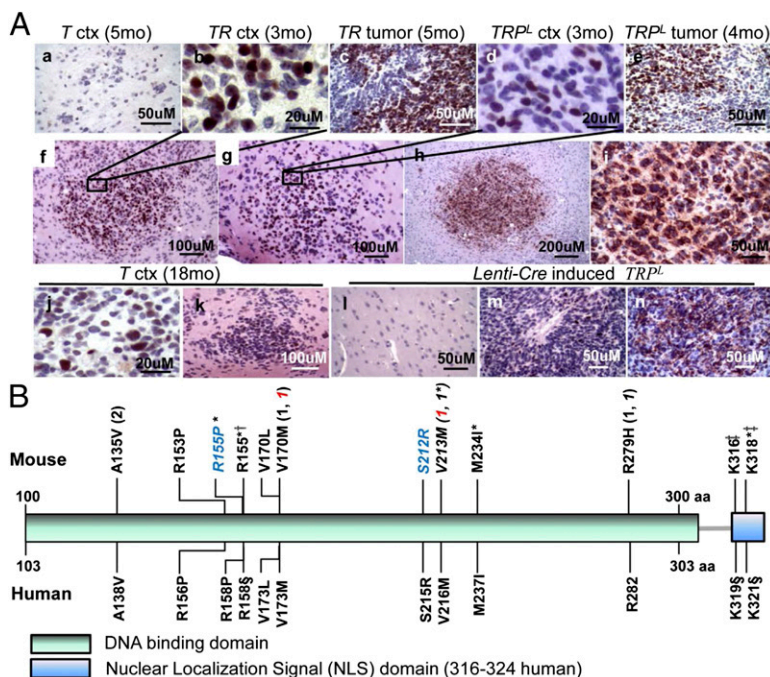 A
T ctx (5mo) TR ctx (3mo) TR tumor (5mo) TRP^L ctx (3mo) TRP^L tumor (4mo)
a b c d e
50uM 20uM 50uM 20uM 50uM
f g h i
100uM 100uM 200uM 50uM
T ctx (18mo) Lenti-Cre induced TRP^L
j k l m n
20uM 100uM 50uM 50uM 50uM
B
Mouse
A135V (2) R153P R155P* R155*† V170L V170M (1, 1) S212R V213M (1, 1*) M234I* R279H (1, 1) K316‡ K318*‡
100 300 aa
103 303 aa
Human
A138V R156P R158P R158§ V173L V173M S215R V216M M237I R282 K319§ K321§
DNA binding domain
Nuclear Localization Signal (NLS) domain (316-324 human)